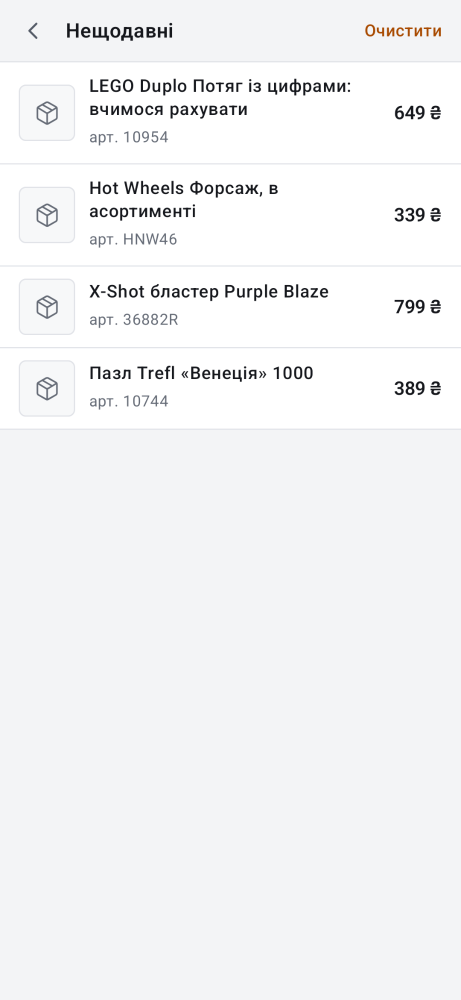 Нещодавні
Очистити
LEGO Duplo Потяг із цифрами:
вчимося рахувати
арт. 10954
649 ₴
Hot Wheels Форсаж, в
асортименті
арт. HNW46
339 ₴
X-Shot бластер Purple Blaze
арт. 36882R
799 ₴
Пазл Trefl «Венеція» 1000
арт. 10744
389 ₴